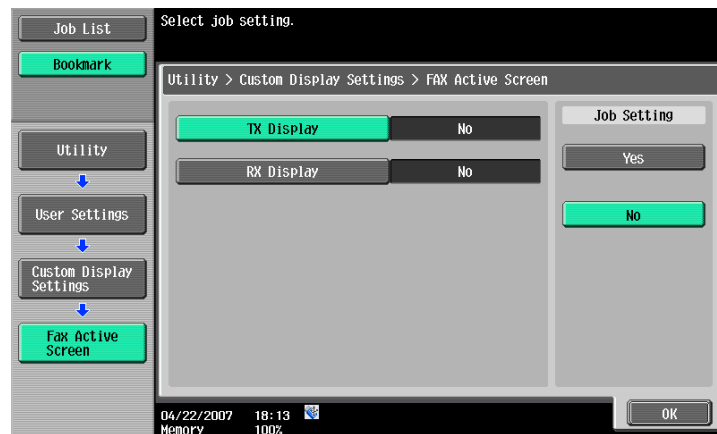 Job List
Bookmark
Utility
User Settings
Custom Display
Settings
Fax Active
Screen
Select job setting.
Utility > Custom Display Settings > FAX Active Screen
TX Display No
RX Display No
Job Setting
Yes
No
04/22/2007 18:13
Memory 100%
OK